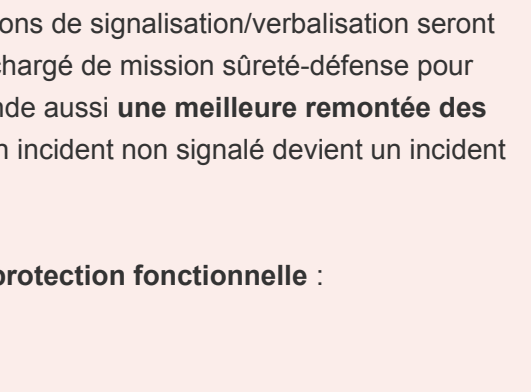 ons de signalisation/verbalisation seront
chargé de mission sûreté-défense pour
nde aussi une meilleure remontée des
n incident non signalé devient un incident
protection fonctionnelle :